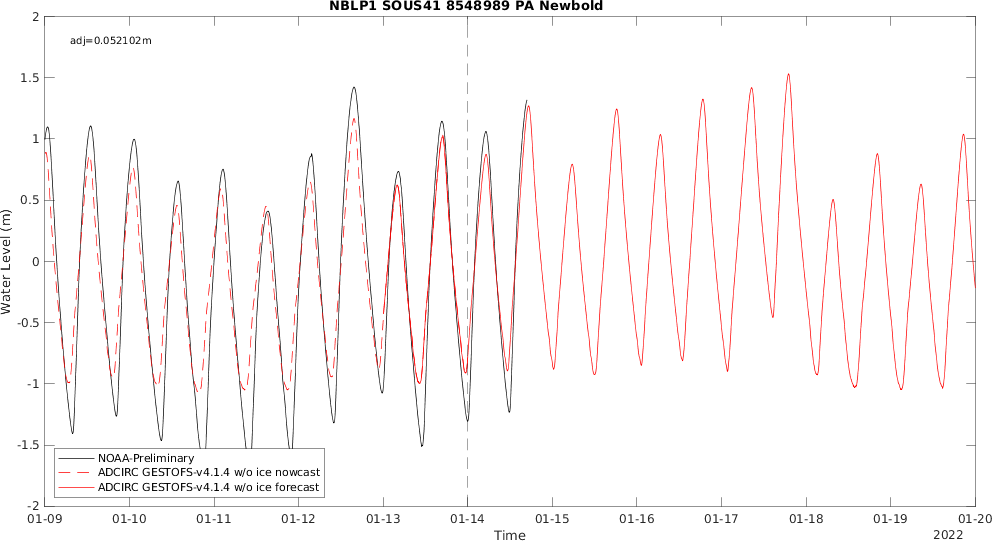 NBLP1 SOUS41 8548989 PA Newbold
adj=0.052102m
2
1.5
1
0.5
0
-0.5
-1
-1.5
-2
Water Level (m)
NOAA-Preliminary
ADCIRC GESTOFS-v4.1.4 w/o ice nowcast
ADCIRC GESTOFS-v4.1.4 w/o ice forecast
01-09 01-10 01-11 01-12 01-13 01-14 01-15 01-16 01-17 01-18 01-19 01-20
Time
2022